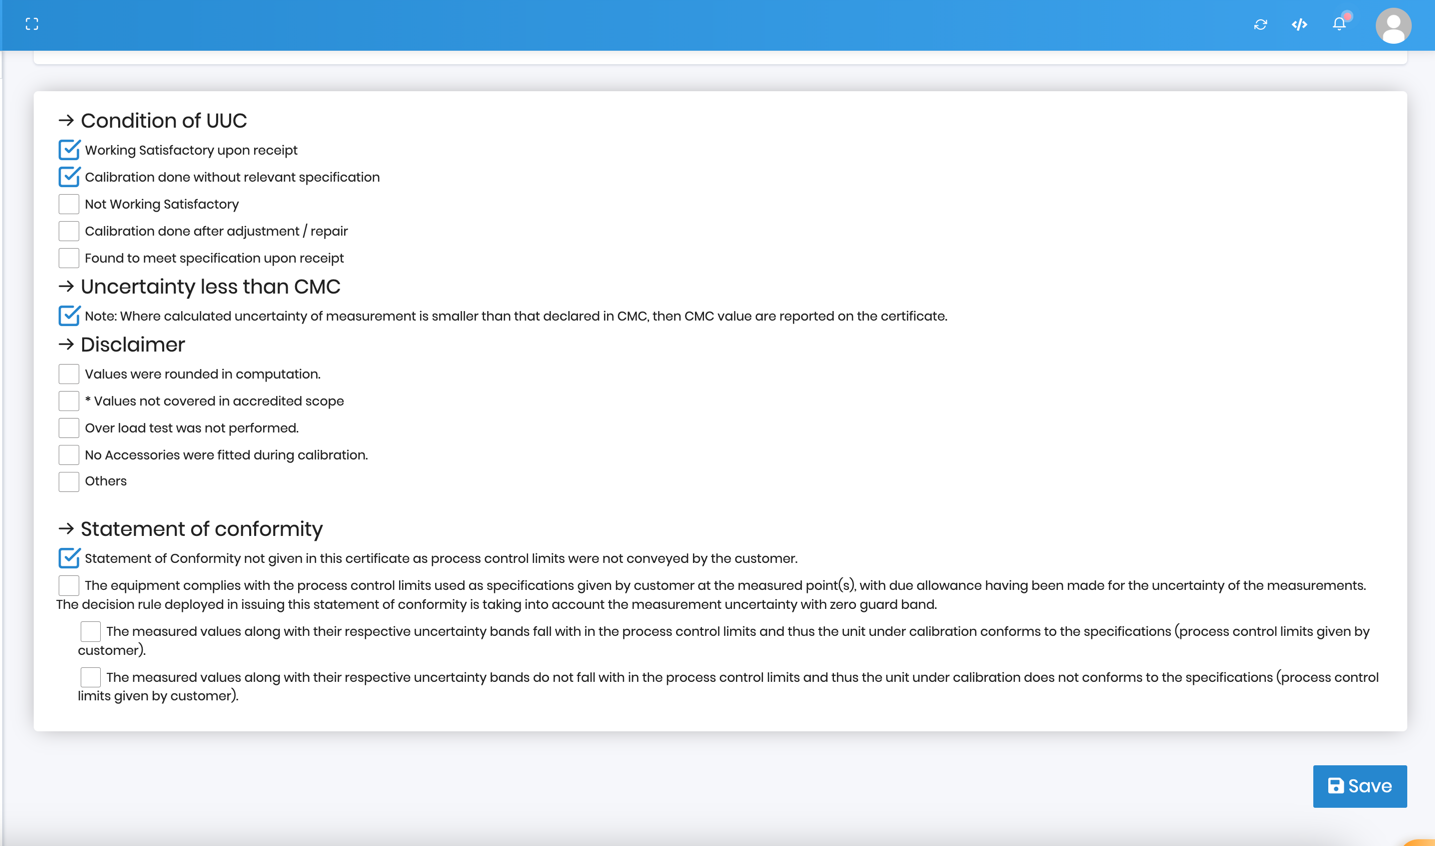 → Condition of UUC
Working Satisfactory upon receipt
Calibration done without relevant specification
Not Working Satisfactory
Calibration done after adjustment / repair
Found to meet specification upon receipt
→ Uncertainty less than CMC
Note: Where calculated uncertainty of measurement is smaller than that declared in CMC, then CMC value are reported on the certificate.
→ Disclaimer
Values were rounded in computation.
* Values not covered in accredited scope
Over load test was not performed.
No Accessories were fitted during calibration.
Others
→ Statement of conformity
Statement of Conformity not given in this certificate as process control limits were not conveyed by the customer.
The equipment complies with the process control limits used as specifications given by customer at the measured point(s), with due allowance having been made for the uncertainty of the measurements.
The decision rule deployed in issuing this statement of conformity is taking into account the measurement uncertainty with zero guard band.
The measured values along with their respective uncertainty bands fall with in the process control limits and thus the unit under calibration conforms to the specifications (process control limits given by
customer).
The measured values along with their respective uncertainty bands do not fall with in the process control limits and thus the unit under calibration does not conforms to the specifications (process control
limits given by customer).
Save